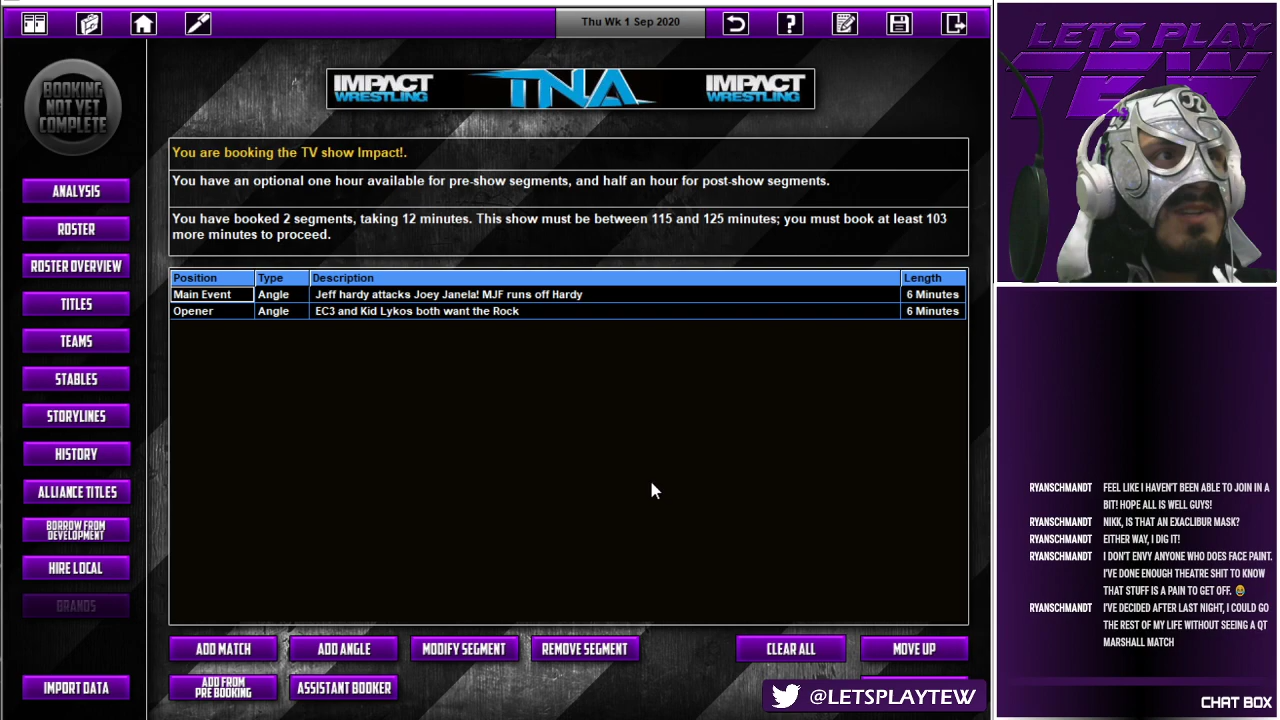 Thu Wk 1 Sep 2020
LETS PLAY
TEW
BOOKING
NOT YET
COMPLETE
IMPACT
WRESTLING
TNA
IMPACT
WRESTLING
You are booking the TV show Impact!.
You have an optional one hour available for pre-show segments, and half an hour for post-show segments.
You have booked 2 segments, taking 12 minutes. This show must be between 115 and 125 minutes; you must book at least 103
more minutes to proceed.
Position Type Description Length
Main Event Angle Jeff hardy attacks Joey Janela! MJF runs off Hardy 6 Minutes
Opener Angle EC3 and Kid Lykos both want the Rock 6 Minutes
ANALYSIS
ROSTER
ROSTER OVERVIEW
TITLES
TEAMS
STABLES
STORYLINES
HISTORY
ALLIANCE TITLES
BORROW FROM
DEVELOPMENT
HIRE LOCAL
BRANDS
IMPORT DATA
ADD MATCH
ADD ANGLE
MODIFY SEGMENT
REMOVE SEGMENT
CLEAR ALL
MOVE UP
ADD FROM
PRE BOOKING
ASSISTANT BOOKER
@LETSPLAYTEW
RYANSCHMANDT FEEL LIKE I HAVEN'T BEEN ABLE TO JOIN IN A
BIT! HOPE ALL IS WELL GUYS!
RYANSCHMANDT NIKK, IS THAT AN EXACLIBUR MASK?
RYANSCHMANDT EITHER WAY, I DIG IT!
RYANSCHMANDT I DON'T ENVY ANYONE WHO DOES FACE PAINT.
I'VE DONE ENOUGH THEATRE SHIT TO KNOW
THAT STUFF IS A PAIN TO GET OFF. 😂
RYANSCHMANDT I'VE DECIDED AFTER LAST NIGHT, I COULD GO
THE REST OF MY LIFE WITHOUT SEEING A QT
MARSHALL MATCH
CHAT BOX